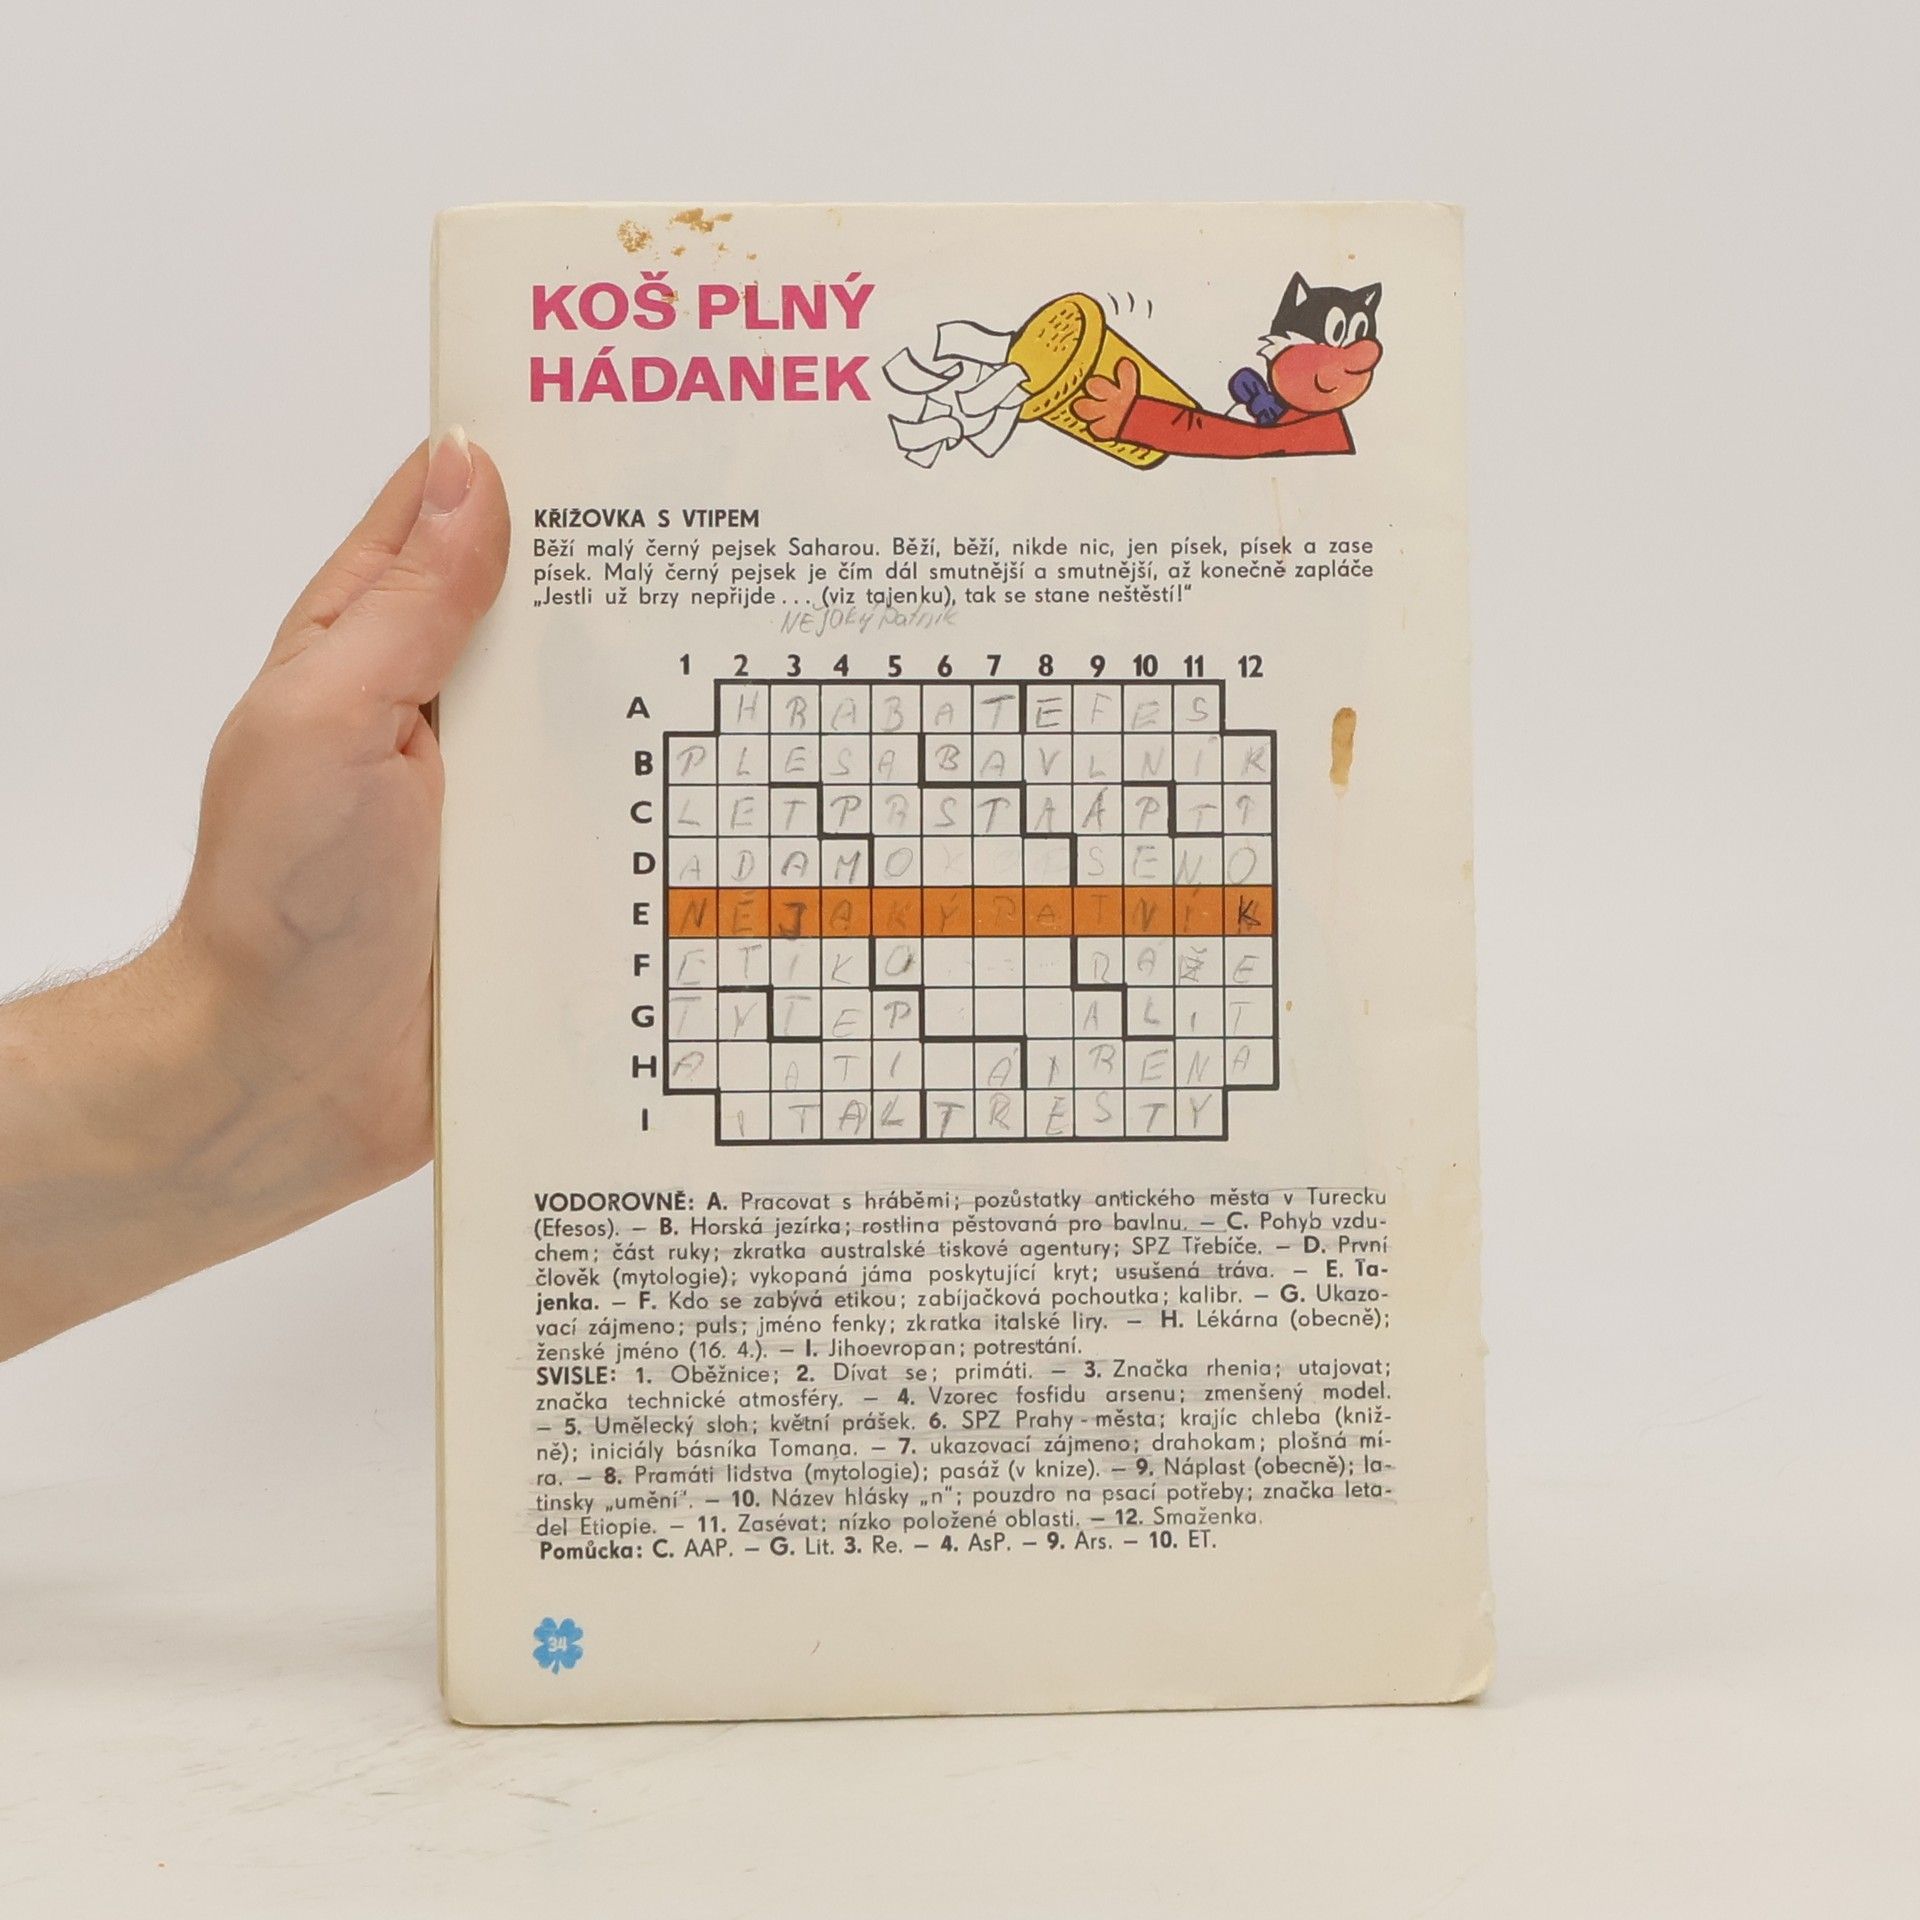 KOŠ PLNÝ
HÁDANEK
KŘÍŽOVKA S VTIPEM
Běží malý černý pejsek Saharou. Běží, běží, nikde nic, jen písek, písek a zase
písek. Malý černý pejsek je čím dál smutnější a smutnější, až konečně zapláče
„Jestli už brzy nepřijde... (viz tajenku), tak se stane neštěstí!“
NĚJAKÝ Patník
1 2 3 4 5 6 7 8 9 10 11 12
A H R A B A T E F E S
B P L E S A B A V L N Í K
C L E T P R S T A A P T T
D A D A M O S E N O
E N Ě J A K Ý P A T N Í K
F E T I K O R Á Ž E
G T Y T E P A L I T
H A A T I Á I R E N A
I I T A L T R E S T Y
VODOROVNĚ: A. Pracovat s hráběmi; pozůstatky antického města v Turecku
(Efesos). – B. Horská jezírka; rostlina pěstovaná pro bavlnu. – C. Pohyb vzdu-
chem; část ruky; zkratka australské tiskové agentury; SPZ Třebíče. – D. První
člověk (mytologie); vykopaná jáma poskytující kryt; usušená tráva. – E. Ta-
jenka. – F. Kdo se zabývá etikou; zabíjačková pochoutka; kalibr. – G. Ukazo-
vací zájmeno; puls; jméno fenky; zkratka italské liry. – H. Lékárna (obecně);
ženské jméno (16. 4.). – I. Jihoevropan; potrestání.
SVISLE: 1. Oběžnice; 2. Dívat se; primáti. – 3. Značka rhenia; utajovat;
značka technické atmosféry. – 4. Vzorec fosfidu arsenu; zmenšený model.
– 5. Umělecký sloh; květní prášek. 6. SPZ Prahy - města; krajíc chleba (kniž-
ně); iniciály básníka Tomana. – 7. ukazovací zájmeno; drahokam; plošná mí-
ra. – 8. Pramáti lidstva (mytologie); pasáž (v knize). – 9. Náplast (obecně); la-
tinsky „umění“. – 10. Název hlásky „n“; pouzdro na psací potřeby; značka leta-
del Etiopie. – 11. Zasévat; nízko položené oblasti. – 12. Smaženka.
Pomůcka: C. AAP. – G. Lit. 3. Re. – 4. AsP. – 9. Ars. – 10. ET.
34